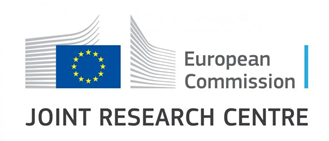 European
Commission
JOINT RESEARCH CENTRE